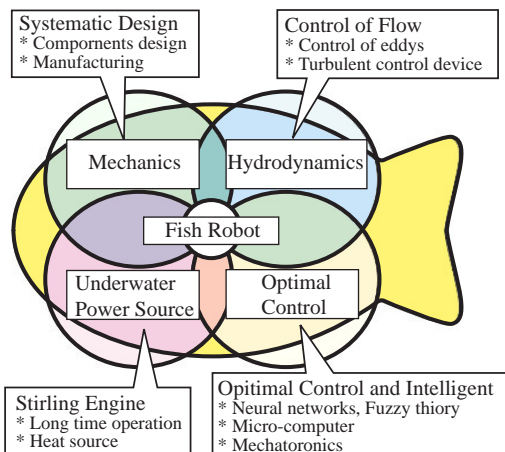 Systematic Design
* Compornents design
* Manufacturing
Control of Flow
* Control of eddys
* Turbulent control device
Mechanics
Hydrodynamics
Fish Robot
Underwater
Power Source
Optimal
Control
Stirling Engine
* Long time operation
* Heat source
Opitimal Control and Intelligent
* Neural networks, Fuzzy thiory
* Micro-computer
* Mechatoronics